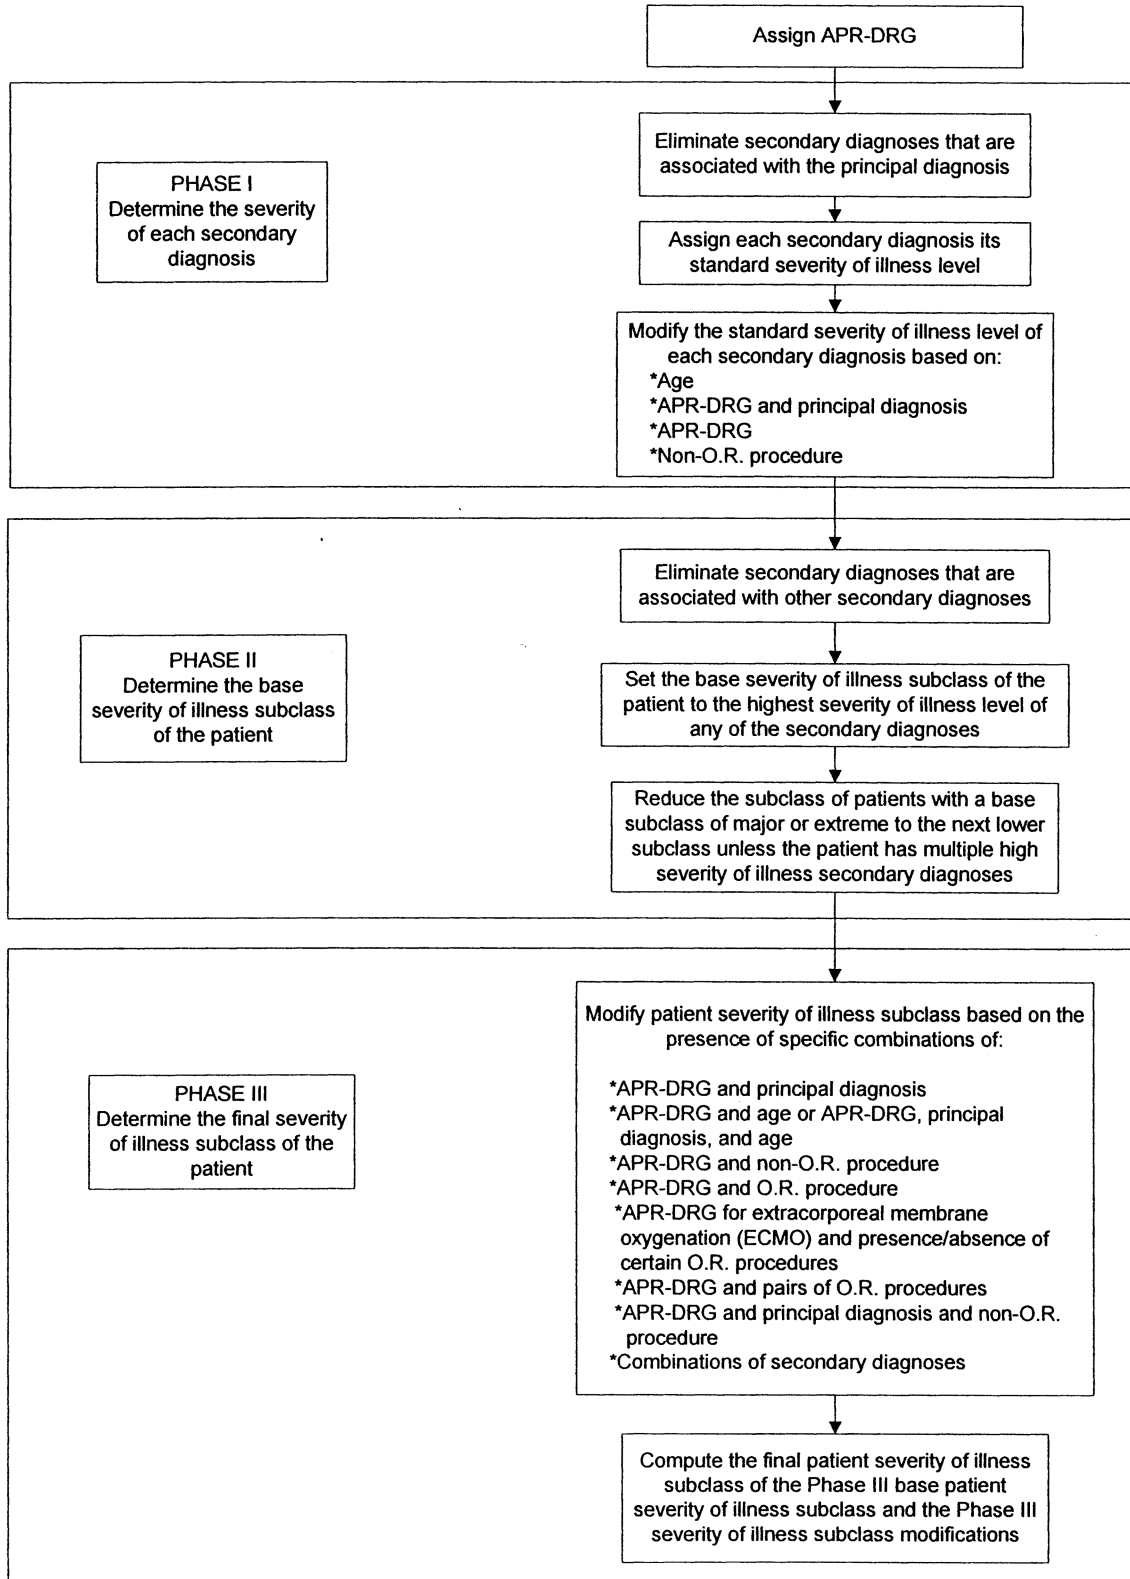 Assign APR-DRG
PHASE I
Determine the severity
of each secondary
diagnosis
Eliminate secondary diagnoses that are
associated with the principal diagnosis
Assign each secondary diagnosis its
standard severity of illness level
Modify the standard severity of illness level of
each secondary diagnosis based on:
*Age
*APR-DRG and principal diagnosis
*APR-DRG
*Non-O.R. procedure
PHASE II
Determine the base
severity of illness subclass
of the patient
Eliminate secondary diagnoses that are
associated with other secondary diagnoses
Set the base severity of illness subclass of the
patient to the highest severity of illness level of
any of the secondary diagnoses
Reduce the subclass of patients with a base
subclass of major or extreme to the next lower
subclass unless the patient has multiple high
severity of illness secondary diagnoses
PHASE III
Determine the final severity
of illness subclass of the
patient
Modify patient severity of illness subclass based on the
presence of specific combinations of:
*APR-DRG and principal diagnosis
*APR-DRG and age or APR-DRG, principal
diagnosis, and age
*APR-DRG and non-O.R. procedure
*APR-DRG and O.R. procedure
*APR-DRG for extracorporeal membrane
oxygenation (ECMO) and presence/absence of
certain O.R. procedures
*APR-DRG and pairs of O.R. procedures
*APR-DRG and principal diagnosis and non-O.R.
procedure
*Combinations of secondary diagnoses
Compute the final patient severity of illness
subclass of the Phase III base patient
severity of illness subclass and the Phase III
severity of illness subclass modifications